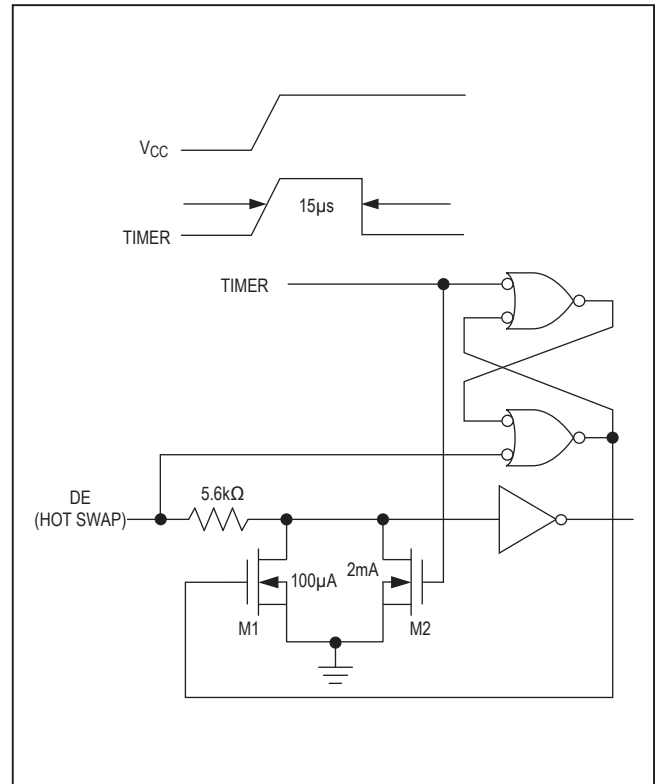 VCC
15µs
TIMER
TIMER
5.6kΩ
DE
(HOT SWAP)
100µA
2mA
M1
M2